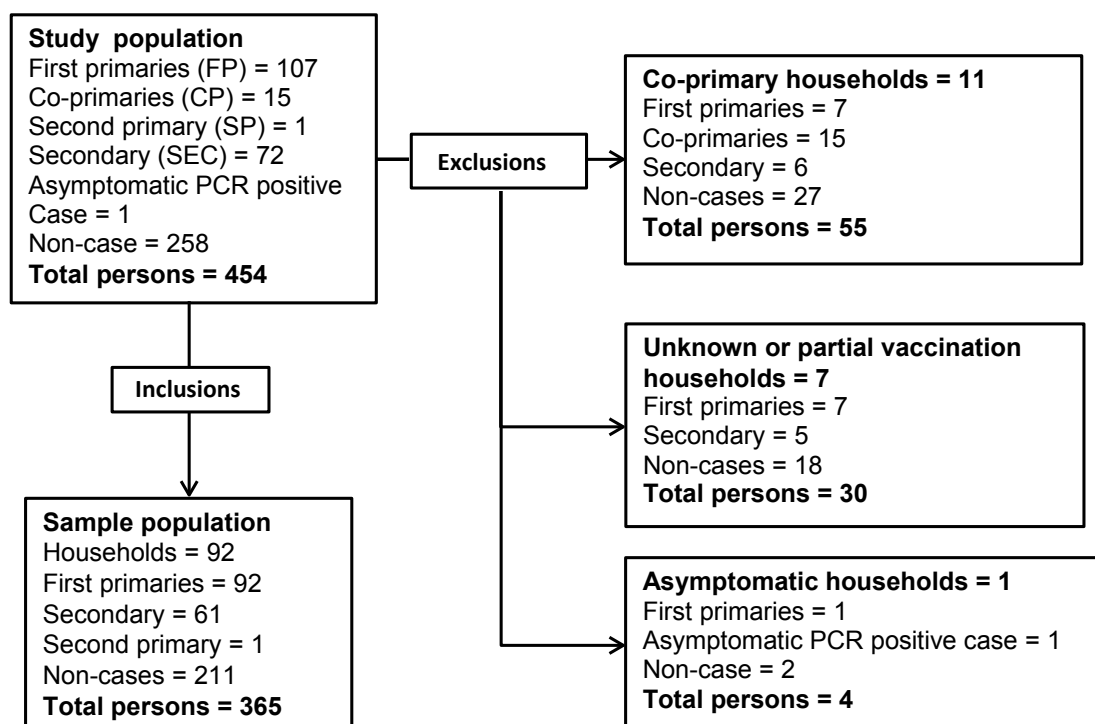 Study population
First primaries (FP) = 107
Co-primaries (CP) = 15
Second primary (SP) = 1
Secondary (SEC) = 72
Asymptomatic PCR positive
Case = 1
Non-case = 258
Total persons = 454
Exclusions
Co-primary households = 11
First primaries = 7
Co-primaries = 15
Secondary = 6
Non-cases = 27
Total persons = 55
Unknown or partial vaccination
households = 7
First primaries = 7
Secondary = 5
Non-cases = 18
Total persons = 30
Inclusions
Sample population
Households = 92
First primaries = 92
Secondary = 61
Second primary = 1
Non-cases = 211
Total persons = 365
Asymptomatic households = 1
First primaries = 1
Asymptomatic PCR positive case = 1
Non-case = 2
Total persons = 4